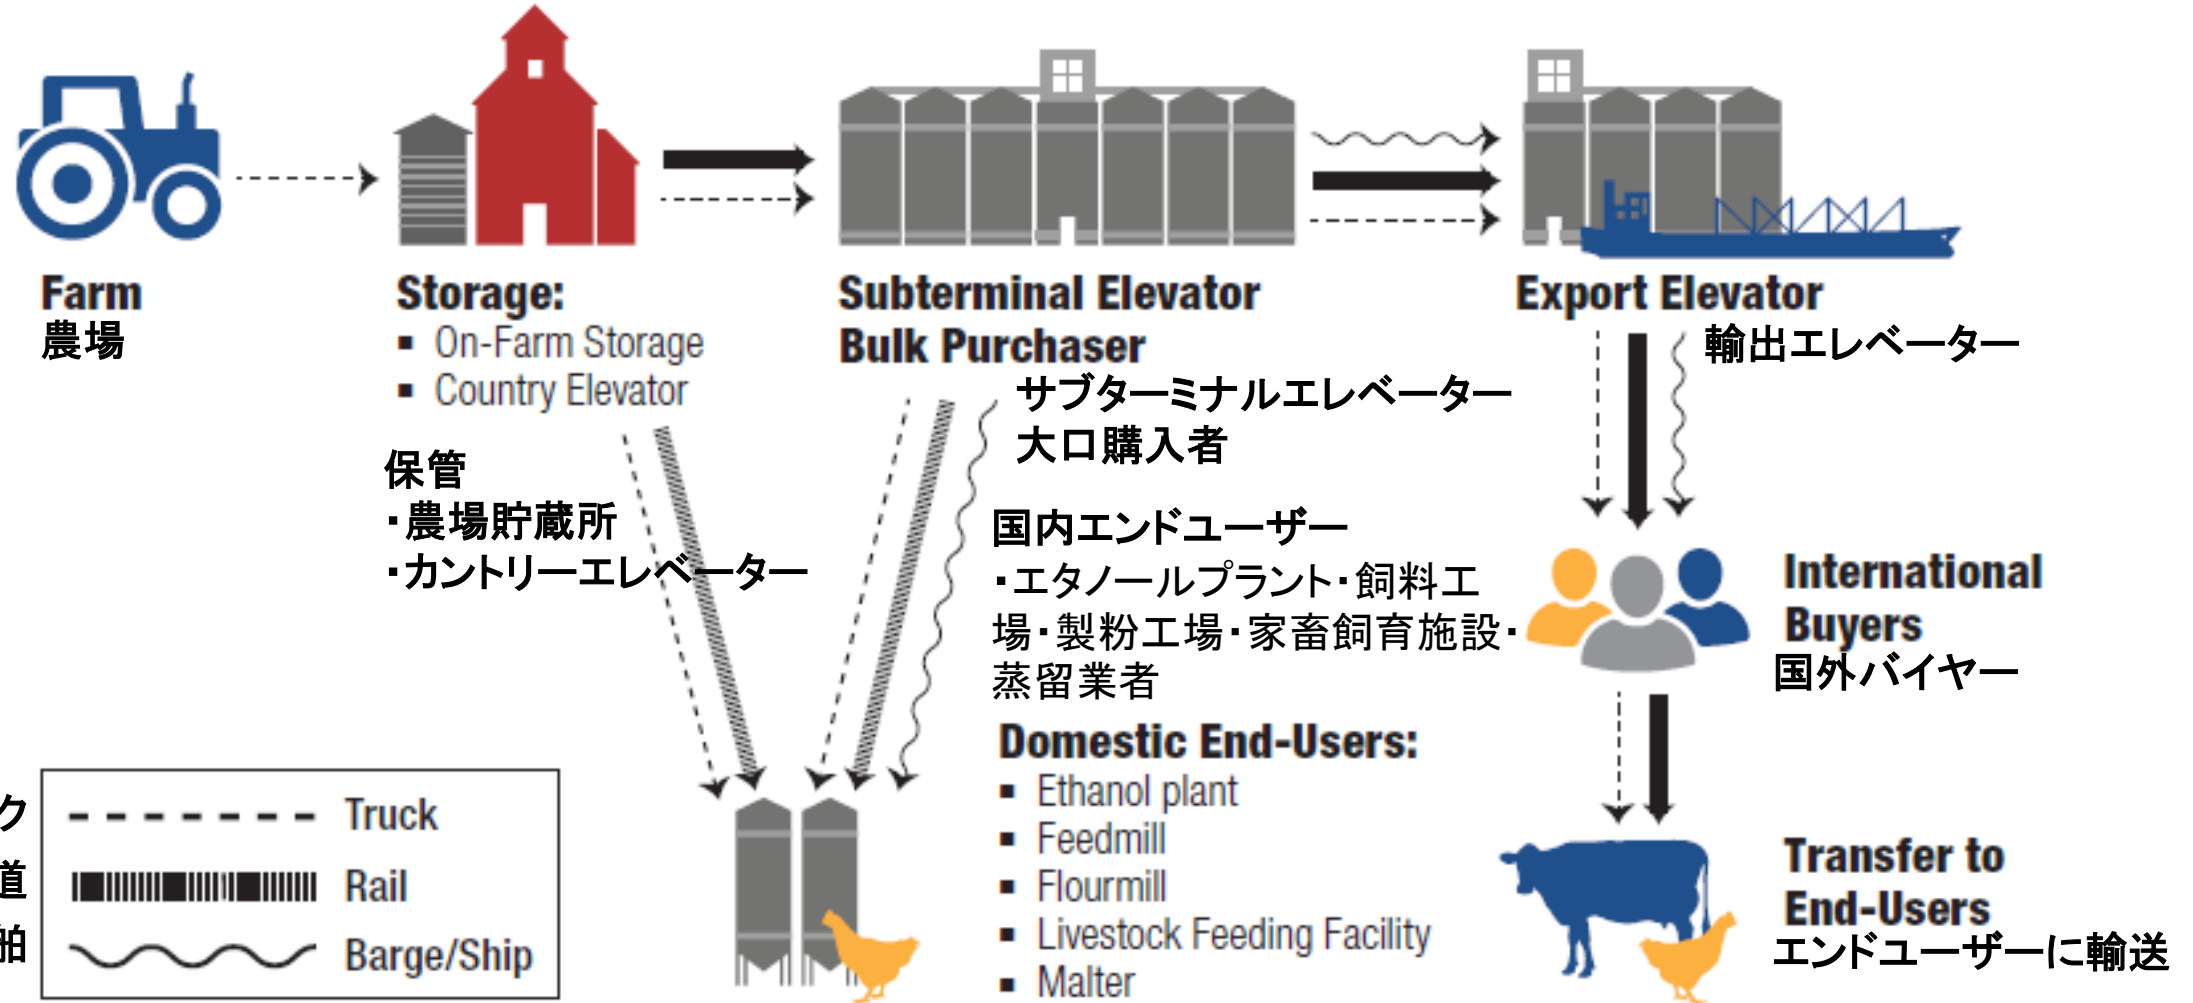 Farm
農場
Storage:
▪ On-Farm Storage
▪ Country Elevator
保管
・農場貯蔵所
・カントリーエレベーター
Subterminal Elevator
Bulk Purchaser
サブターミナルエレベーター
大口購入者
Export Elevator
輸出エレベーター
国内エンドユーザー
・エタノールプラント・飼料工
場・製粉工場・家畜飼育施設・
蒸留業者
Domestic End-Users:
▪ Ethanol plant
▪ Feedmill
▪ Flourmill
▪ Livestock Feeding Facility
▪ Malter
International
Buyers
国外バイヤー
Transfer to
End-Users
エンドユーザーに輸送
ク Truck
道 Rail
舶 Barge/Ship